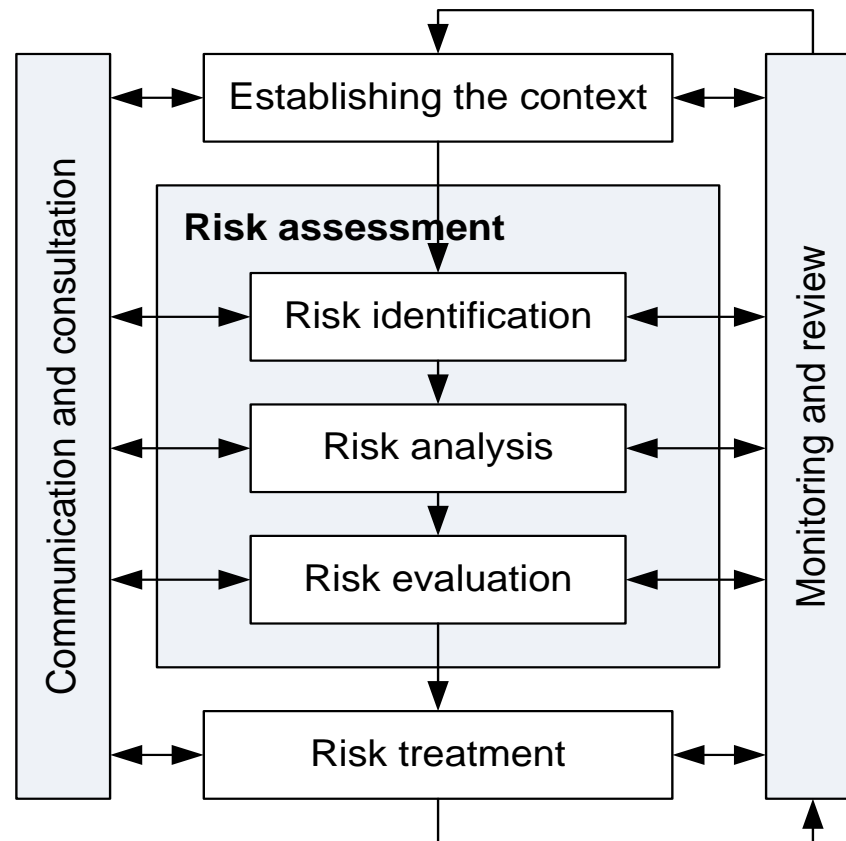 Establishing the context
Communication and consultation
Risk assessment
Risk identification
Risk analysis
Risk evaluation
Monitoring and review
Risk treatment